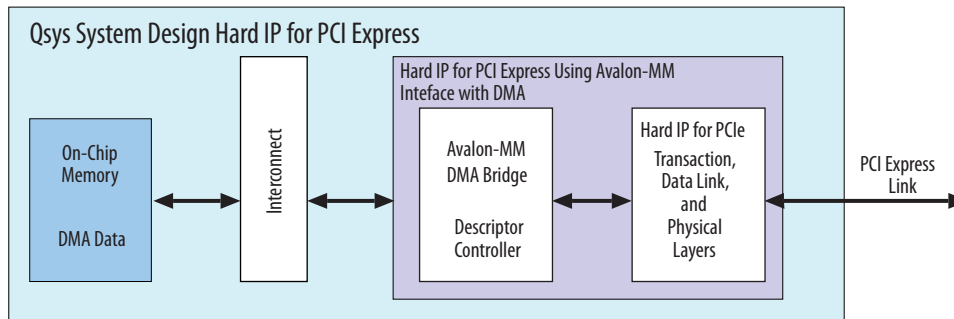 Qsys System Design Hard IP for PCI Express
On-Chip
Memory
DMA Data
Interconnect
Hard IP for PCI Express Using Avalon-MM
Inteface with DMA
Avalon-MM
DMA Bridge
Descriptor
Controller
Hard IP for PCIe
Transaction,
Data Link,
and
Physical
Layers
PCI Express
Link